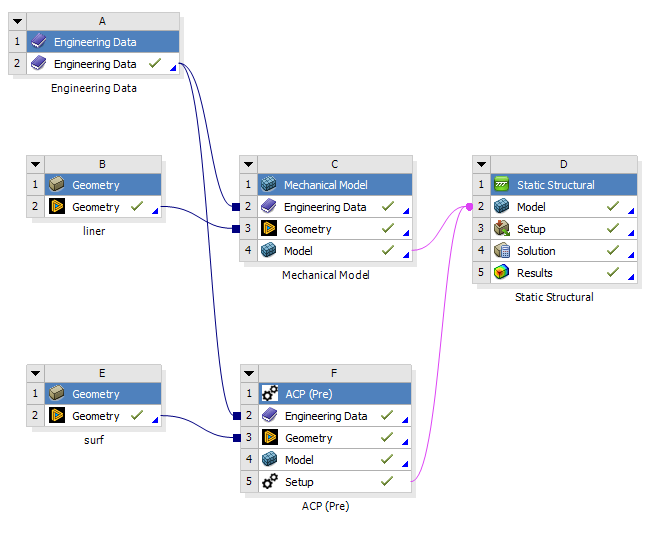 A
1 Engineering Data
2 Engineering Data
Engineering Data
B
1 Geometry
2 Geometry
liner
C
1 Mechanical Model
2 Engineering Data
3 Geometry
4 Model
Mechanical Model
D
1 Static Structural
2 Model
3 Setup
4 Solution
5 Results
Static Structural
E
1 Geometry
2 Geometry
surf
F
1 ACP (Pre)
2 Engineering Data
3 Geometry
4 Model
5 Setup
ACP (Pre)